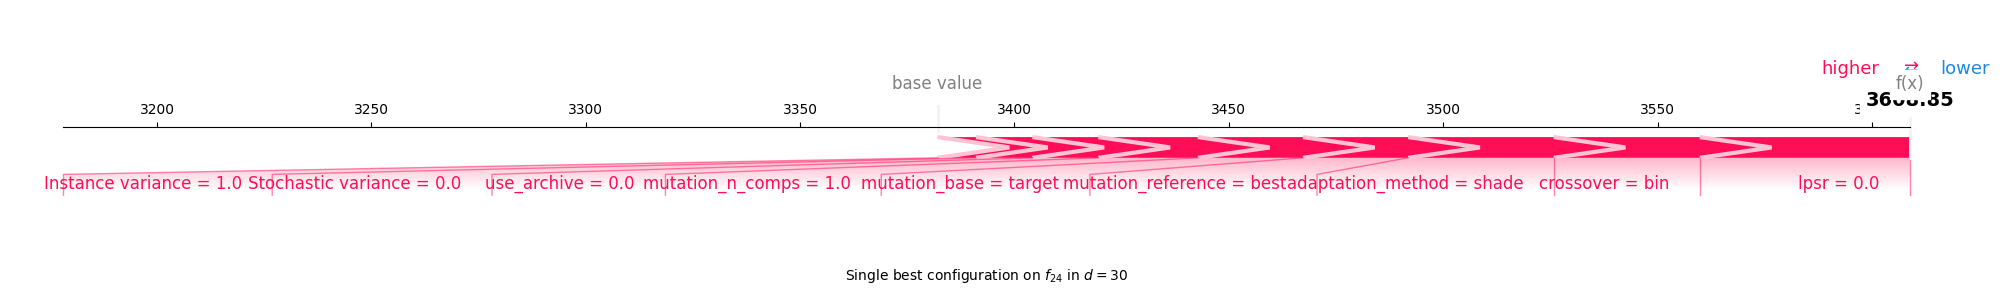 higher ⇄ lower
base value f(x)
3608.85
3200 3250 3300 3350 3400 3450 3500 3550
Instance variance = 1.0 Stochastic variance = 0.0 use_archive = 0.0 mutation_n_comps = 1.0 mutation_base = target mutation_reference = best adaptation_method = shade crossover = bin lpsr = 0.0
Single best configuration on f₂₄ in d = 30